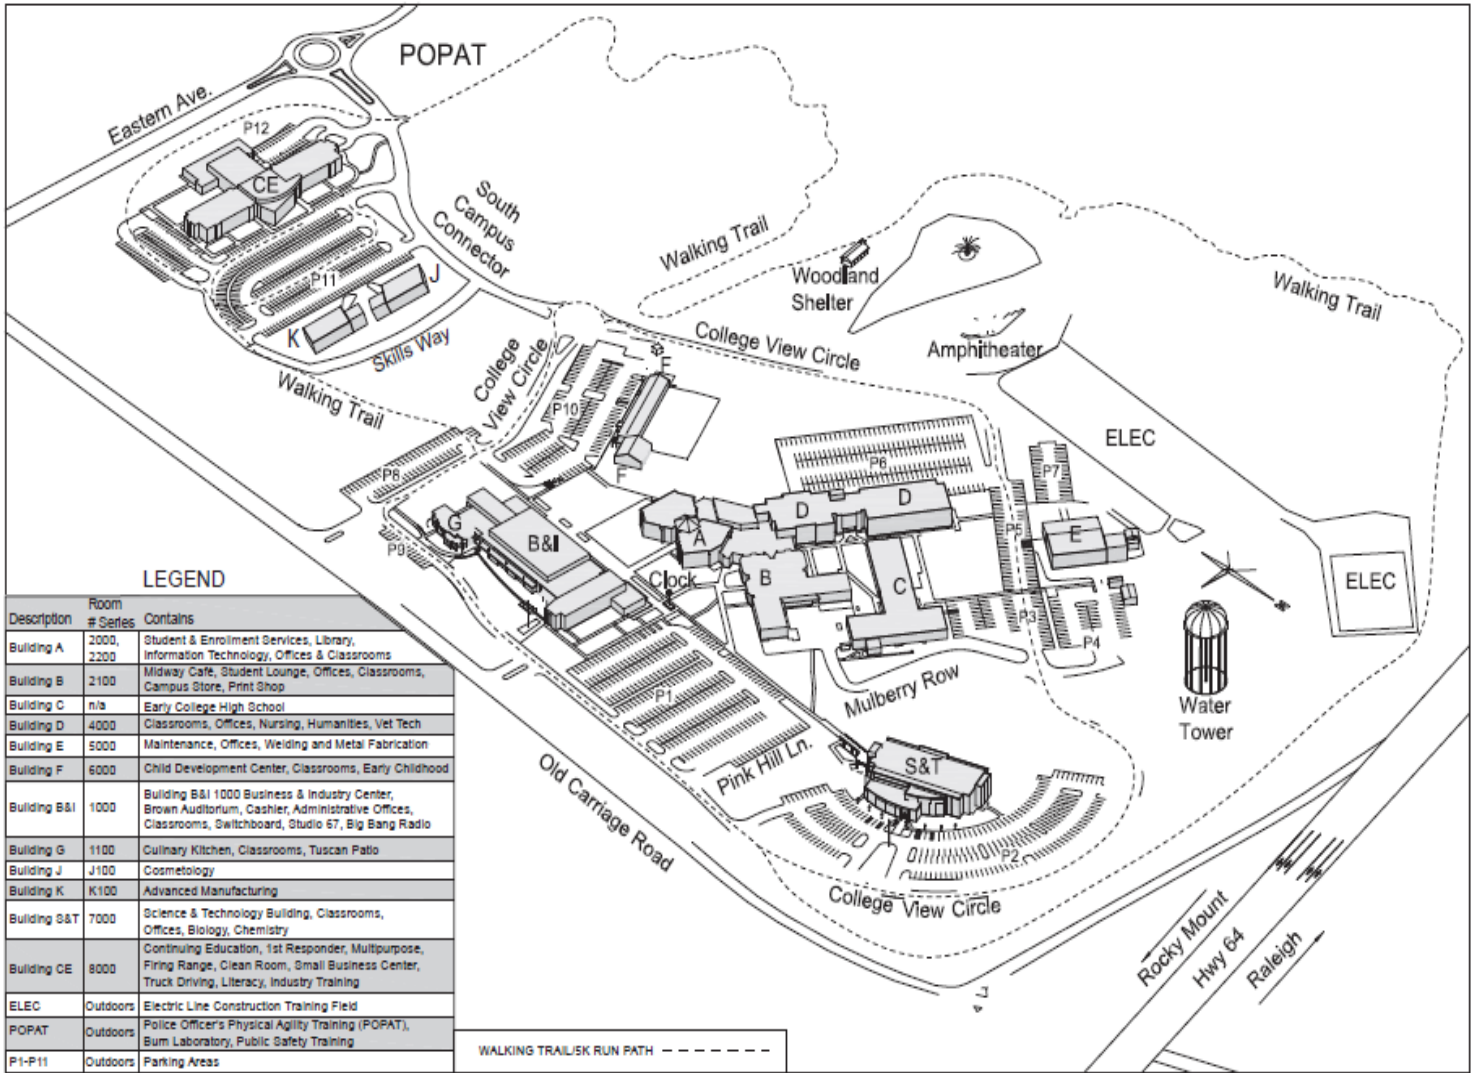 POPAT
Eastern Ave.
P12
CE
South
Campus
Connector
Walking Trail
P11
J
K
Skills Way
Walking Trail
College
View Circle
Woodland
Shelter
College View Circle
Amphitheater
Walking Trail
P10
F
F
P8
P9
G
B&I
P6
D
D
A
B
C
Clock
ELEC
P7
P5
E
P3
P4
ELEC
N
Water
Tower
P1
Mulberry Row
Pink Hill Ln.
S&T
P2
Old Carriage Road
College View Circle
Rocky Mount
Hwy 64
Raleigh
LEGEND
Description Room # Series Contains
Building A 2000, 2200 Student & Enrollment Services, Library,
Information Technology, Offices & Classrooms
Building B 2100 Midway Café, Student Lounge, Offices, Classrooms,
Campus Store, Print Shop
Building C n/a Early College High School
Building D 4000 Classrooms, Offices, Nursing, Humanities, Vet Tech
Building E 5000 Maintenance, Offices, Welding and Metal Fabrication
Building F 6000 Child Development Center, Classrooms, Early Childhood
Building B&I 1000 Building B&I 1000 Business & Industry Center,
Brown Auditorium, Cashier, Administrative Offices,
Classrooms, Switchboard, Studio 67, Big Bang Radio
Building G 1100 Culinary Kitchen, Classrooms, Tuscan Patio
Building J J100 Cosmetology
Building K K100 Advanced Manufacturing
Building S&T 7000 Science & Technology Building, Classrooms,
Offices, Biology, Chemistry
Building CE 8000 Continuing Education, 1st Responder, Multipurpose,
Firing Range, Clean Room, Small Business Center,
Truck Driving, Literacy, Industry Training
ELEC Outdoors Electric Line Construction Training Field
POPAT Outdoors Police Officer's Physical Agility Training (POPAT),
Burn Laboratory, Public Safety Training
P1-P11 Outdoors Parking Areas
WALKING TRAIL/5K RUN PATH